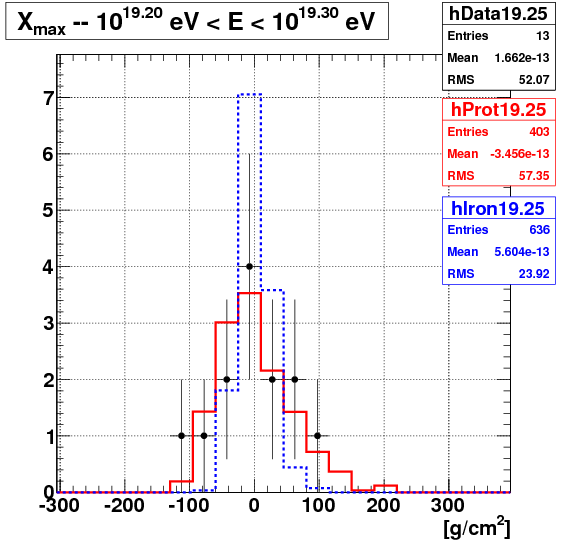 X_max -- 10^19.20 eV < E < 10^19.30 eV
hData19.25
Entries 13
Mean 1.662e-13
RMS 52.07
hProt19.25
Entries 403
Mean -3.456e-13
RMS 57.35
hIron19.25
Entries 636
Mean 5.604e-13
RMS 23.92
7
6
5
4
3
2
1
0
-300 -200 -100 0 100 200 300
[g/cm^2]